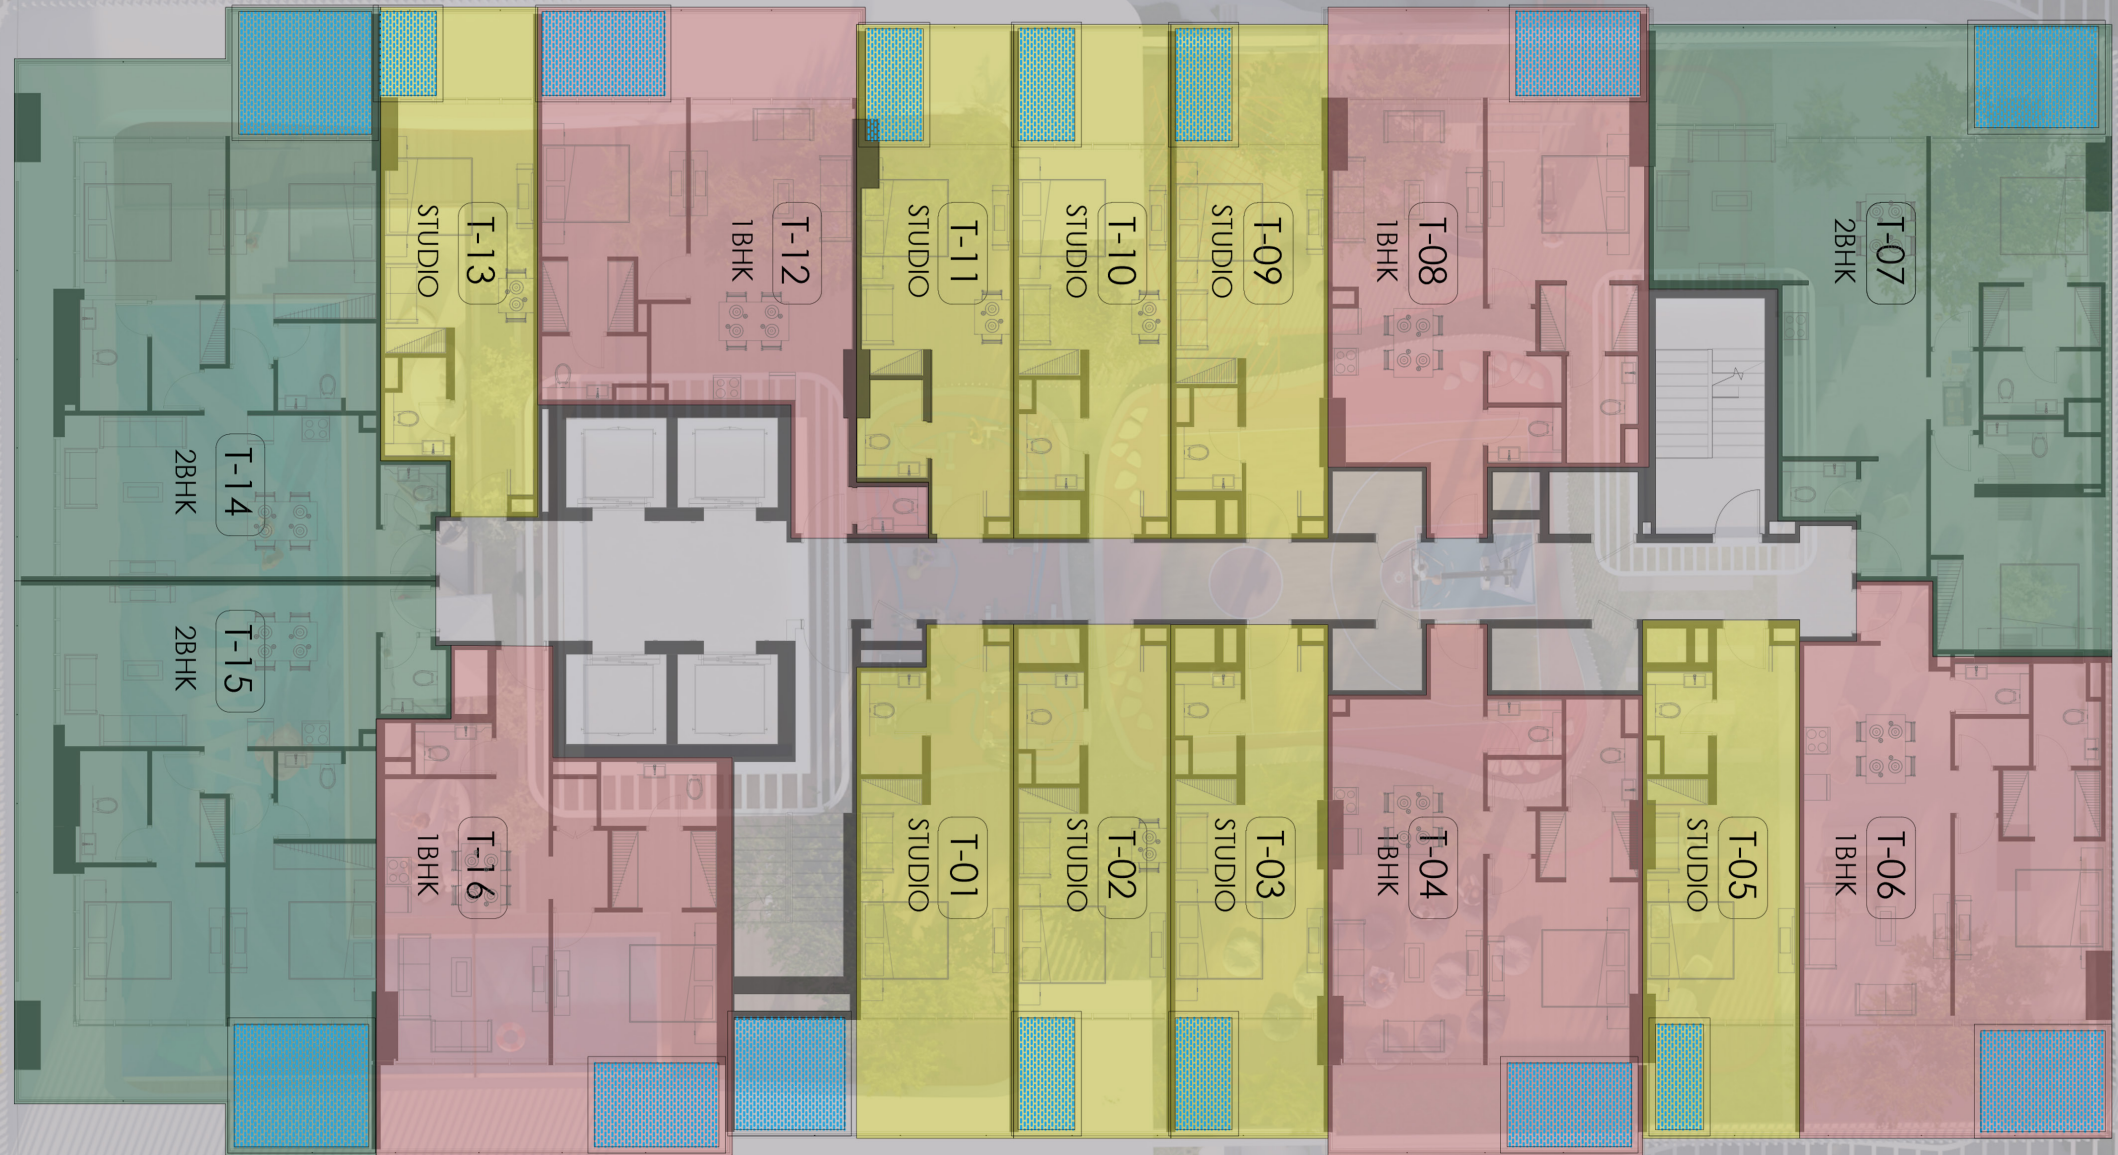 T-13
STUDIO
T-12
1BHK
T-11
STUDIO
T-10
STUDIO
T-09
STUDIO
T-08
1BHK
T-07
2BHK
T-14
2BHK
T-15
2BHK
T-16
1BHK
T-01
STUDIO
T-02
STUDIO
T-03
STUDIO
T-04
1BHK
T-05
STUDIO
T-06
1BHK